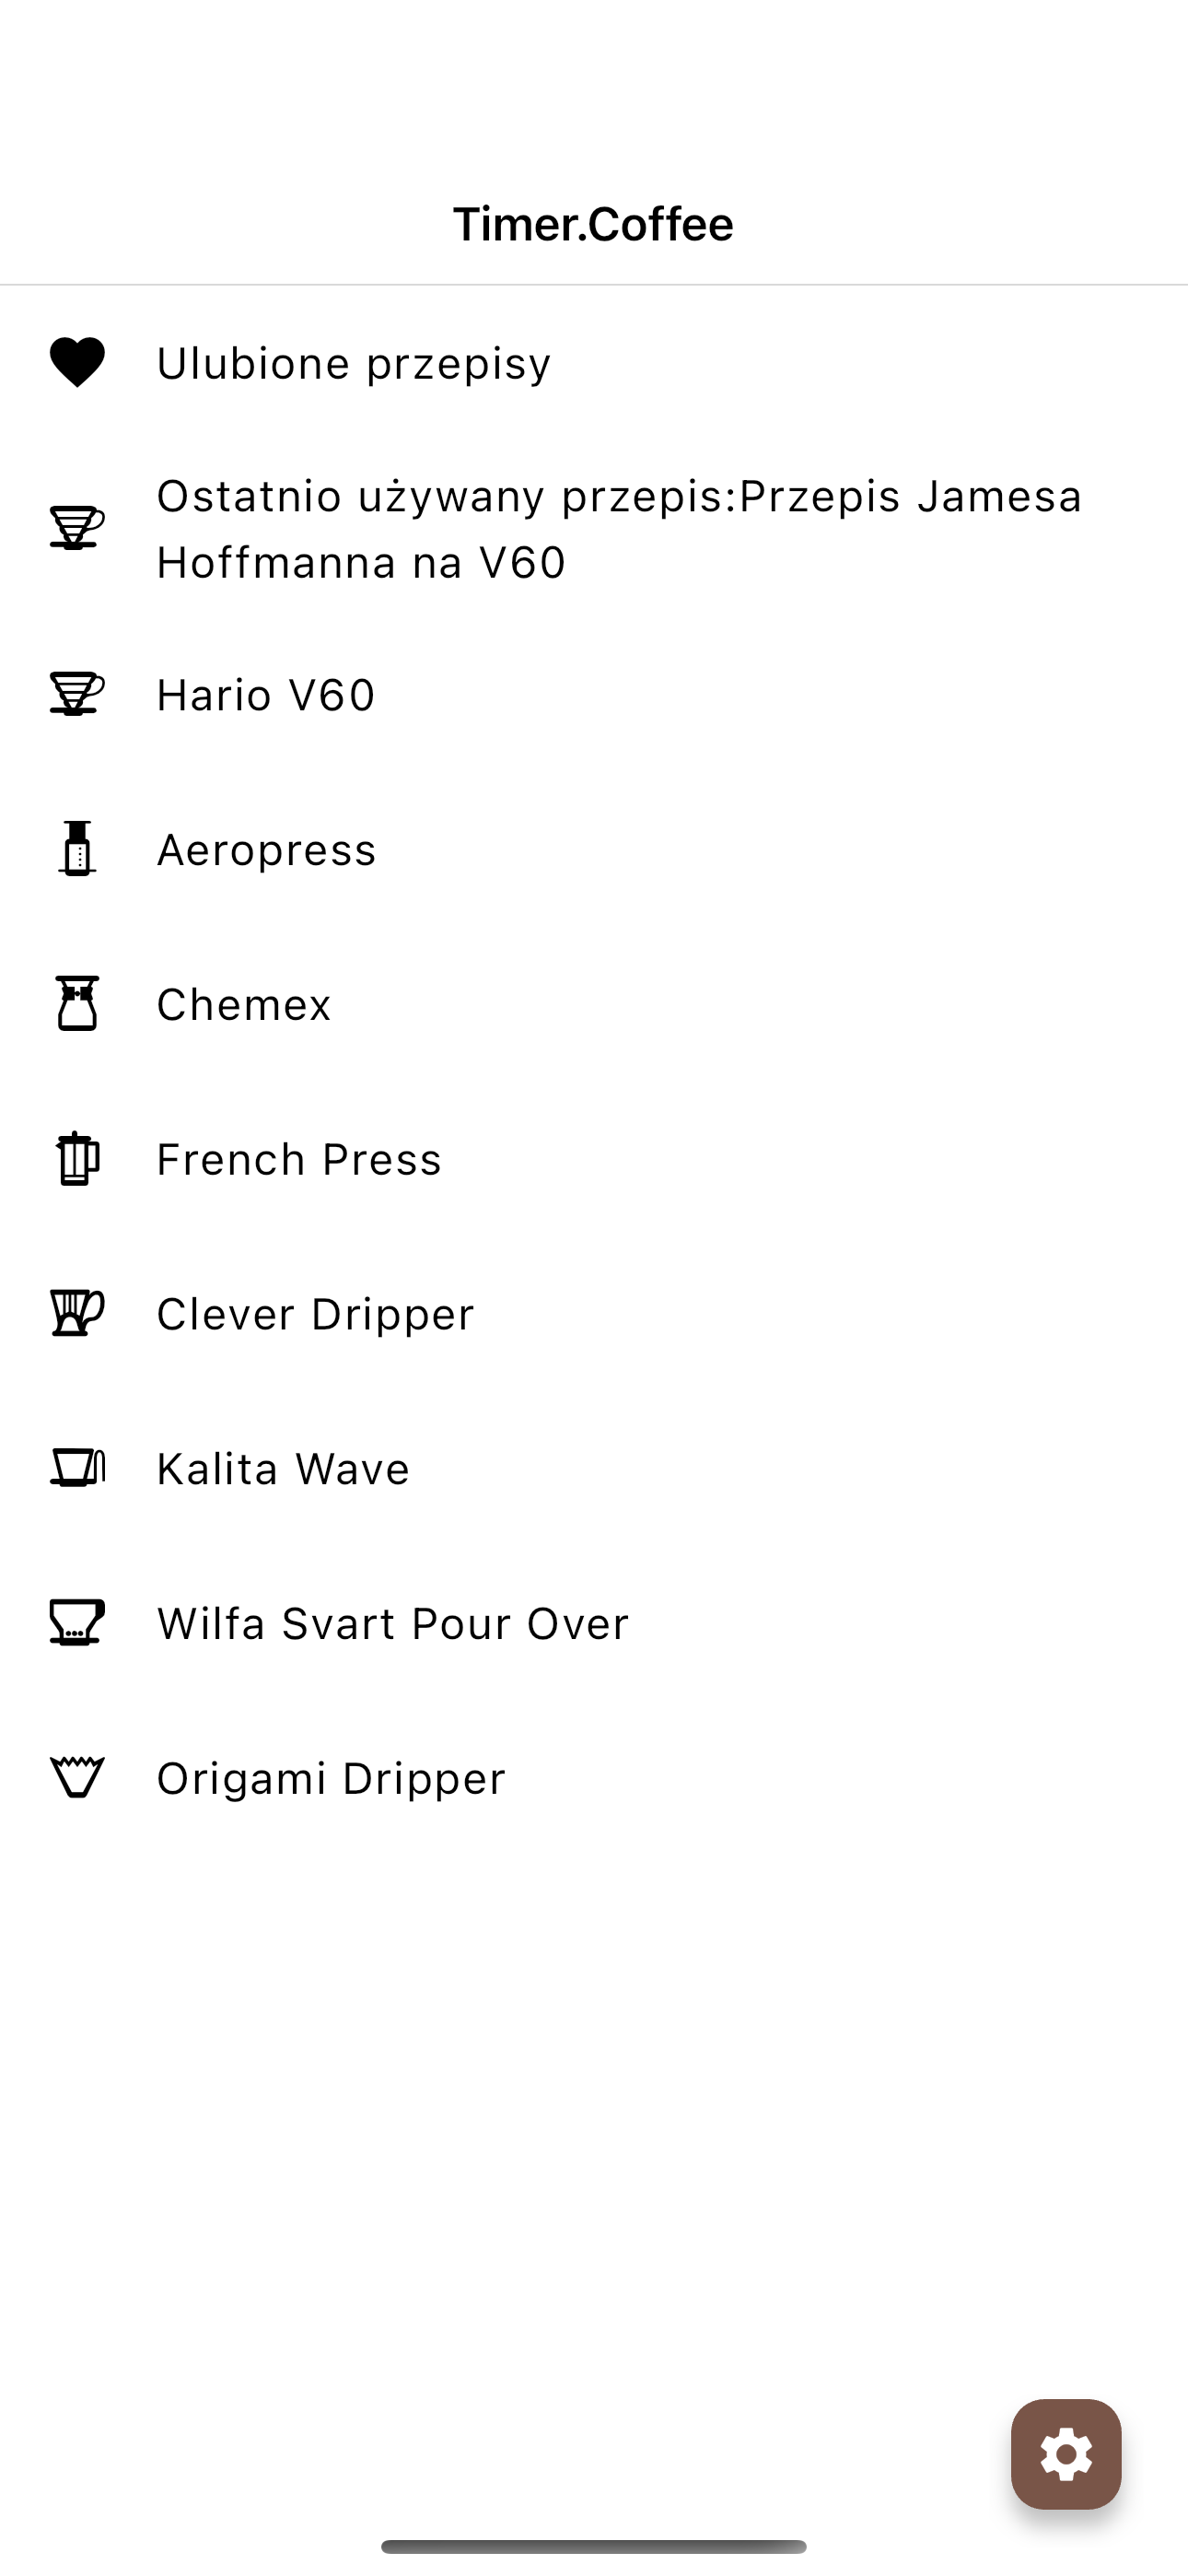 Timer.Coffee
Ulubione przepisy
Ostatnio używany przepis:Przepis Jamesa
Hoffmanna na V60
Hario V60
Aeropress
Chemex
French Press
Clever Dripper
Kalita Wave
Wilfa Svart Pour Over
Origami Dripper